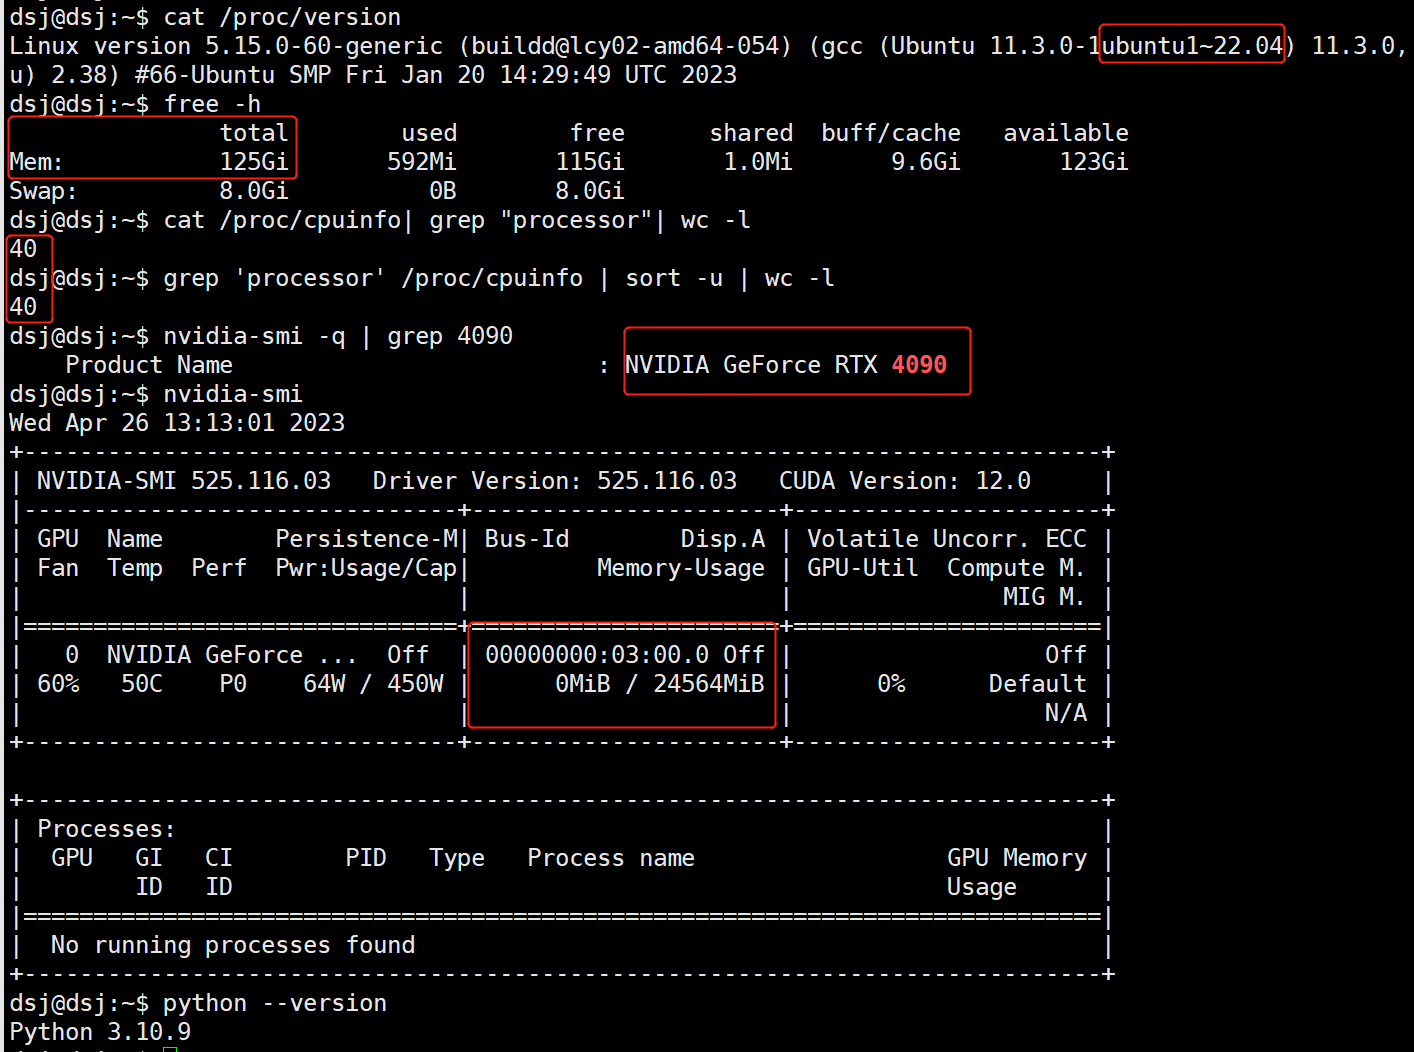 dsj@dsj:~$ cat /proc/version
Linux version 5.15.0-60-generic (buildd@lcy02-amd64-054) (gcc (Ubuntu 11.3.0-1ubuntu1~22.04) 11.3.0,
u) 2.38) #66-Ubuntu SMP Fri Jan 20 14:29:49 UTC 2023
dsj@dsj:~$ free -h
               total        used        free      shared  buff/cache   available
Mem:           125Gi       592Mi       115Gi       1.0Mi       9.6Gi       123Gi
Swap:          8.0Gi          0B       8.0Gi
dsj@dsj:~$ cat /proc/cpuinfo| grep "processor"| wc -l
40
dsj@dsj:~$ grep 'processor' /proc/cpuinfo | sort -u | wc -l
40
dsj@dsj:~$ nvidia-smi -q | grep 4090
    Product Name                          : NVIDIA GeForce RTX 4090
dsj@dsj:~$ nvidia-smi
Wed Apr 26 13:13:01 2023
+-----------------------------------------------------------------------------+
| NVIDIA-SMI 525.116.03   Driver Version: 525.116.03   CUDA Version: 12.0     |
|-------------------------------+----------------------+----------------------+
| GPU  Name        Persistence-M| Bus-Id        Disp.A | Volatile Uncorr. ECC |
| Fan  Temp  Perf  Pwr:Usage/Cap|         Memory-Usage | GPU-Util  Compute M. |
|                               |                      |               MIG M. |
|===============================+======================+======================|
|   0  NVIDIA GeForce ...  Off  | 00000000:03:00.0 Off |                  Off |
| 60%   50C    P0    64W / 450W |      0MiB / 24564MiB |      0%      Default |
|                               |                      |                  N/A |
+-------------------------------+----------------------+----------------------+
+-----------------------------------------------------------------------------+
| Processes:                                                                  |
|  GPU   GI   CI        PID   Type   Process name                  GPU Memory |
|        ID   ID                                                   Usage      |
|=============================================================================|
|  No running processes found                                                 |
+-----------------------------------------------------------------------------+
dsj@dsj:~$ python --version
Python 3.10.9